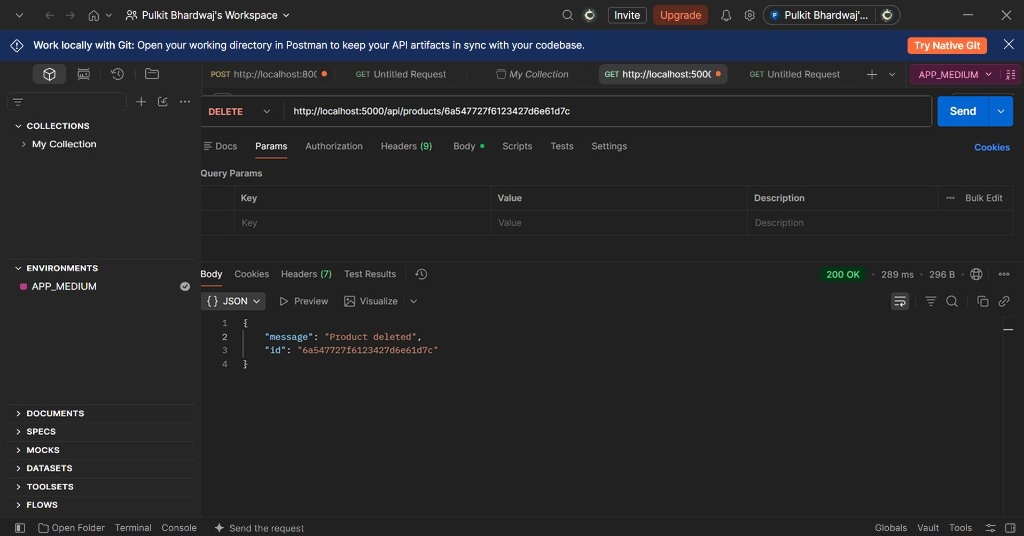 Pulkit Bhardwaj's Workspace
Invite
Upgrade
Pulkit Bhardwaj'...
Work locally with Git: Open your working directory in Postman to keep your API artifacts in sync with your codebase.
Try Native Git
POST http://localhost:80(
GET Untitled Request
My Collection
GET http://localhost:500(
GET Untitled Request
APP_MEDIUM
COLLECTIONS
My Collection
ENVIRONMENTS
APP_MEDIUM
DOCUMENTS
SPECS
MOCKS
DATASETS
TOOLSETS
FLOWS
DELETE
http://localhost:5000/api/products/6a547727f6123427d6e61d7c
Send
Docs Params Authorization Headers (9) Body Scripts Tests Settings
Cookies
Query Params
Key Value Description ••• Bulk Edit
Key Value Description
Body Cookies Headers (7) Test Results
200 OK • 289 ms • 296 B •
{} JSON Preview Visualize
1 {
2 "message": "Product deleted",
3 "id": "6a547727f6123427d6e61d7c"
4 }
Open Folder Terminal Console Send the request
Globals Vault Tools